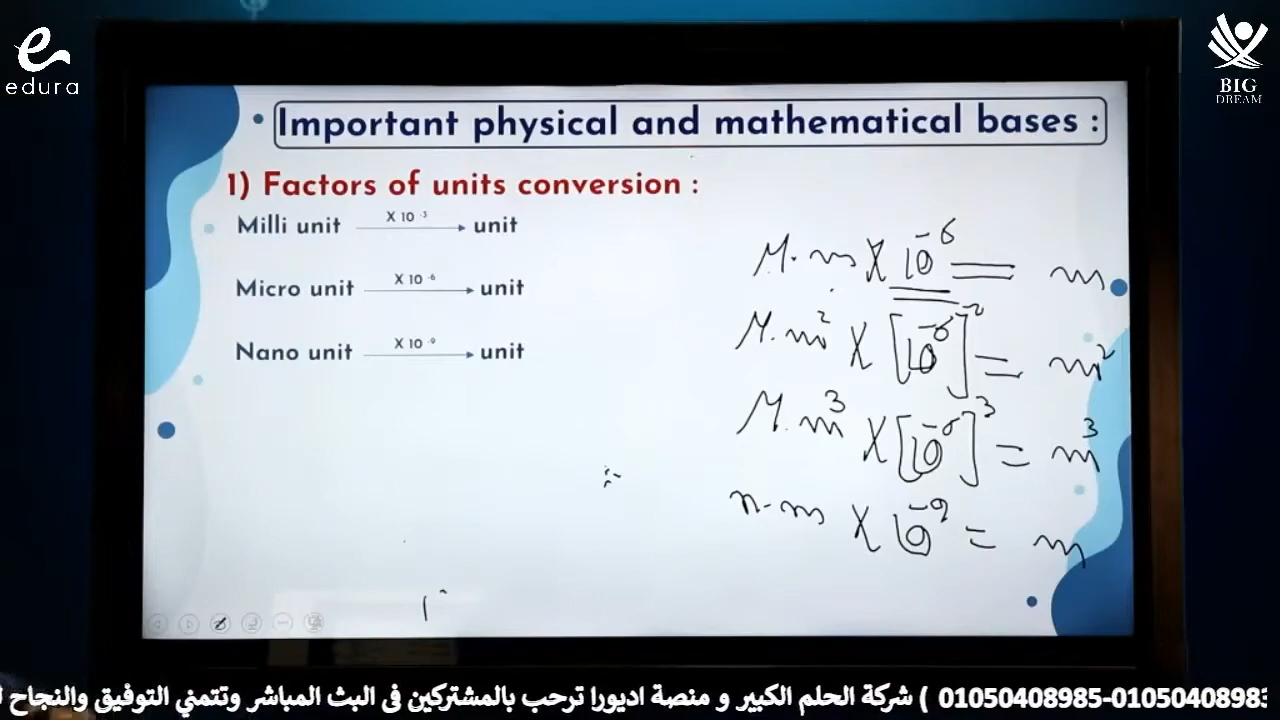 edura
BIG
DREAM
Important physical and mathematical bases :
1) Factors of units conversion :
Milli unit X 10 -3 unit
Micro unit X 10 -6 unit
Nano unit X 10 -9 unit
M.m X 10⁻⁶ = m
M.m² X [10⁻⁶]² = m²
M.m³ X [10⁻⁶]³ = m³
n.m X 10⁻⁹ = m
01050408985-0105040898 ) شركة الحلم الكبير و منصة اديورا ترحب بالمشتركين فى البث المباشر وتتمني التوفيق والنجاح